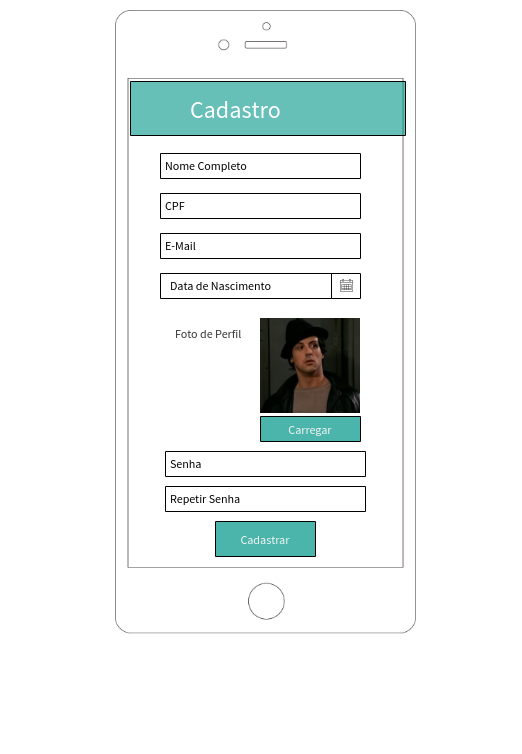 Cadastro
Nome Completo
CPF
E-Mail
Data de Nascimento
Foto de Perfil
Carregar
Senha
Repetir Senha
Cadastrar